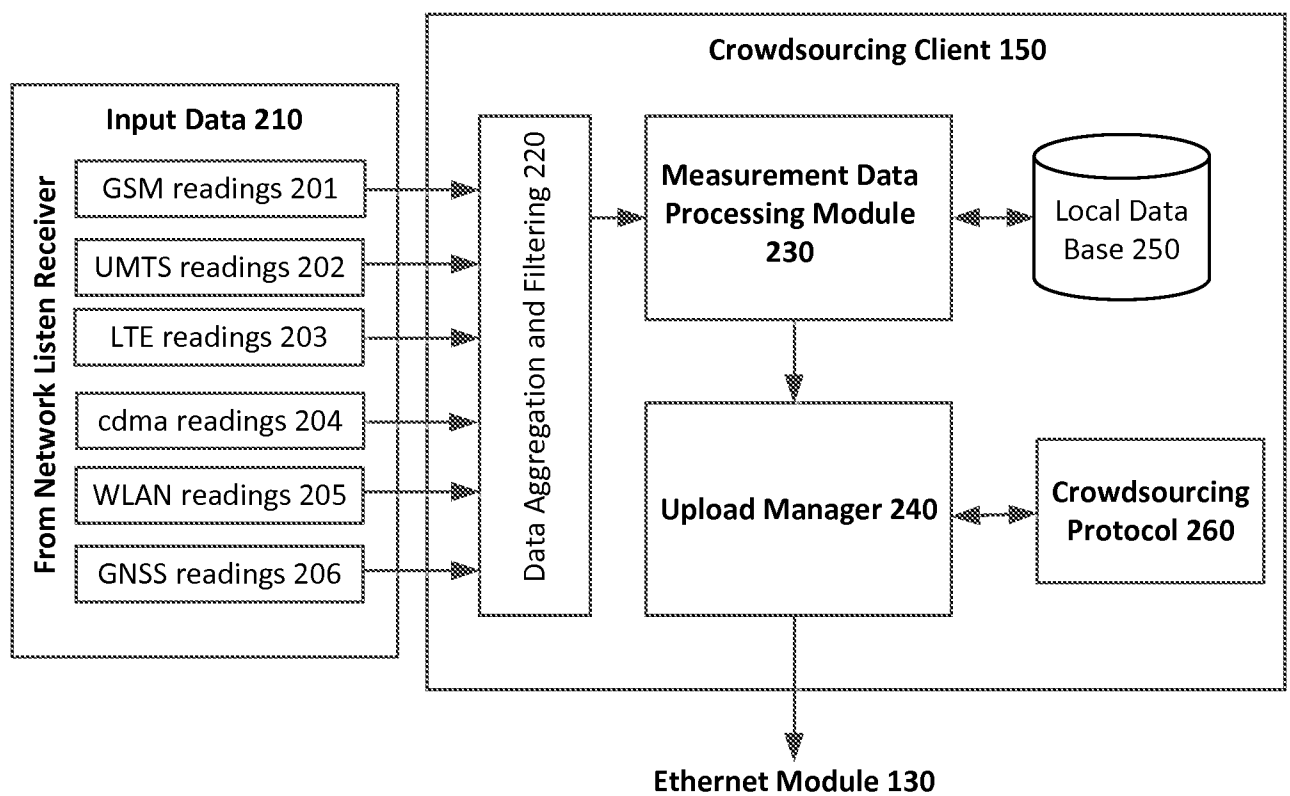 Crowdsourcing Client 150
Input Data 210
From Network Listen Receiver
GSM readings 201
UMTS readings 202
LTE readings 203
cdma readings 204
WLAN readings 205
GNSS readings 206
Data Aggregation and Filtering 220
Measurement Data
Processing Module
230
Local Data
Base 250
Upload Manager 240
Crowdsourcing
Protocol 260
Ethernet Module 130